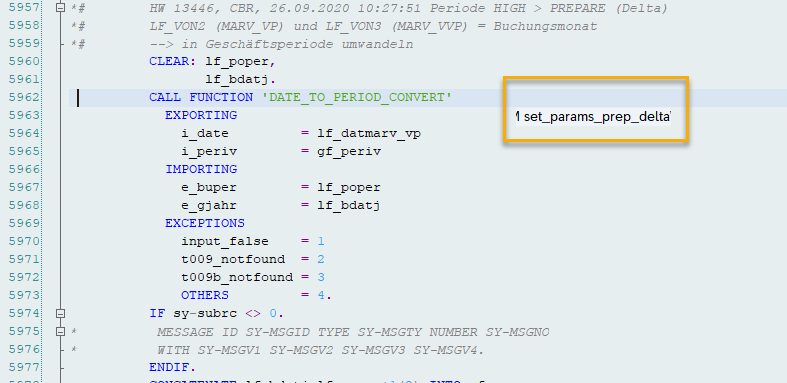 5957 *# HW 13446, CBR, 26.09.2020 10:27:51 Periode HIGH > PREPARE (Delta)
5958 *# LF_VON2 (MARV_VP) und LF_VON3 (MARV_VVP) = Buchungsmonat
5959 *# --> in Geschäftsperiode umwandeln
5960 CLEAR: lf_poper,
5961 lf_bdatj.
5962 CALL FUNCTION 'DATE_TO_PERIOD_CONVERT'
5963 EXPORTING
set_params_prep_delta'
5964 i_date = lf_datmarv_vp
5965 i_periv = gf_periv
5966 IMPORTING
5967 e_buper = lf_poper
5968 e_gjahr = lf_bdatj
5969 EXCEPTIONS
5970 input_false = 1
5971 t009_notfound = 2
5972 t009b_notfound = 3
5973 OTHERS = 4.
5974 IF sy-subrc <> 0.
5975 * MESSAGE ID SY-MSGID TYPE SY-MSGTY NUMBER SY-MSGNO
5976 * WITH SY-MSGV1 SY-MSGV2 SY-MSGV3 SY-MSGV4.
5977 ENDIF.